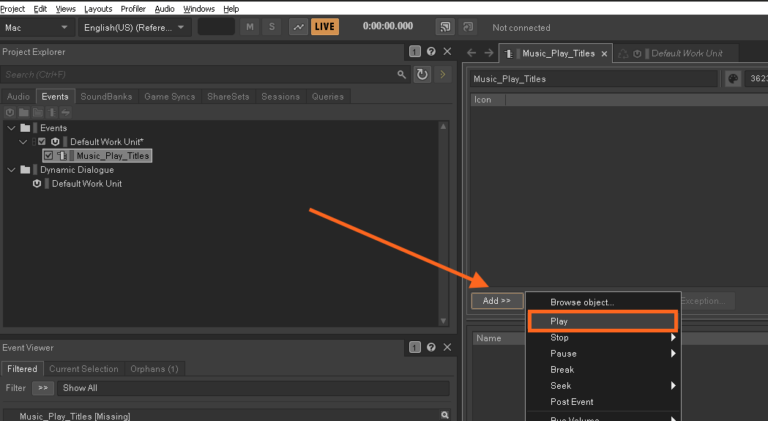 Project Edit Views Layouts Profiler Audio Windows Help
Mac English(US) (Refere... M S LIVE 0:00:00.000 Not connected
Project Explorer 1
Music_Play_Titles × Default Work Unit
Search (Ctrl+F)
Music_Play_Titles 3623
Audio Events SoundBanks Game Syncs ShareSets Sessions Queries
Icon
Events
Default Work Unit*
Music_Play_Titles
Dynamic Dialogue
Default Work Unit
Add >>
Browse object...
Exception...
Play
Stop
Pause
Break
Seek
Post Event
Name
Event Viewer 1
Filtered Current Selection Orphans (1)
Filter >> Show All
Music_Play_Titles [Missing]